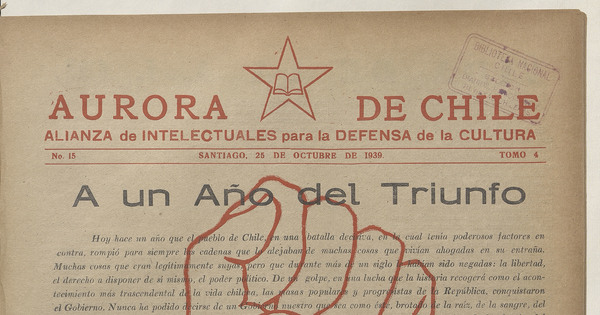 BIBLIOTECA NACIONAL
CHILE
AURORA DE CHILE
ALIANZA de INTELECTUALES para la DEFENSA de la CULTURA
No. 15 SANTIAGO, 25 DE OCTUBRE DE 1939. TOMO 4
A un Año del Triunfo
Hoy hace un año que el pueblo de Chile, en una batalla decisiva, en la cual tenía poderosos factores en
contra, rompió para siempre las cadenas que lo alejaban de muchas cosas que vivían ahogadas en su entraña.
Muchas cosas que eran legítimamente suyas pero que durante más de un siglo le habían sido negadas: la libertad,
el derecho a disponer de sí mismo, el poder político. De un golpe, en una lucha que la historia recogerá como el acon-
tecimiento más trascendental de la vida chilena, las masas populares y progresistas de la República, conquistaron
el Gobierno. Nunca ha podido decirse de un Gobierno nuestro que sea como éste, brotado de la raíz, de la sangre, del